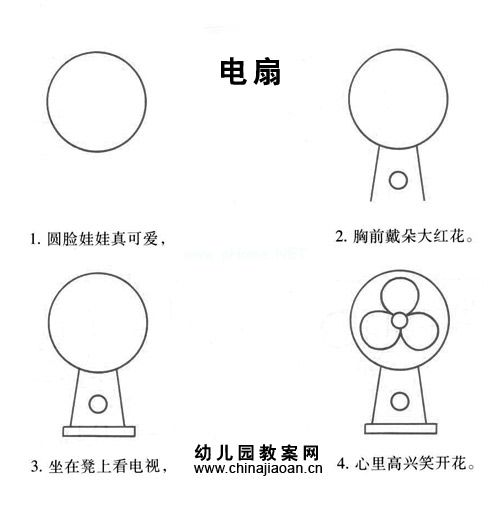 电扇
1. 圆脸娃娃真可爱,
2. 胸前戴朵大红花。
3. 坐在凳上看电视,
4. 心里高兴笑开花。
幼儿园教案网
www.chinajiaoan.cn